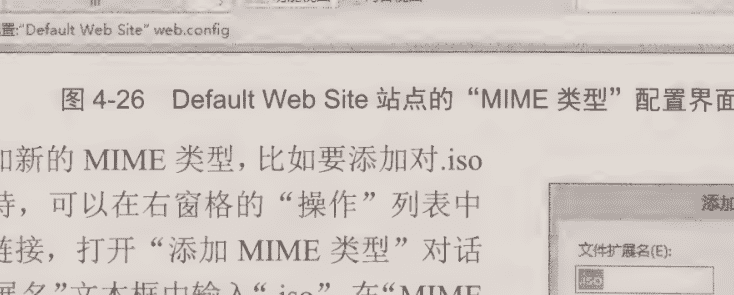 置:"Default Web Site" web.config
图 4-26 Default Web Site 站点的“MIME 类型”配置界面
如新的 MIME 类型，比如要添加对.iso
持，可以在右窗格的“操作”列表中
链接，打开“添加 MIME 类型”对话
展名”文本框中输入“.iso”，在“MIME
添加
文件扩展名(E):
.iso